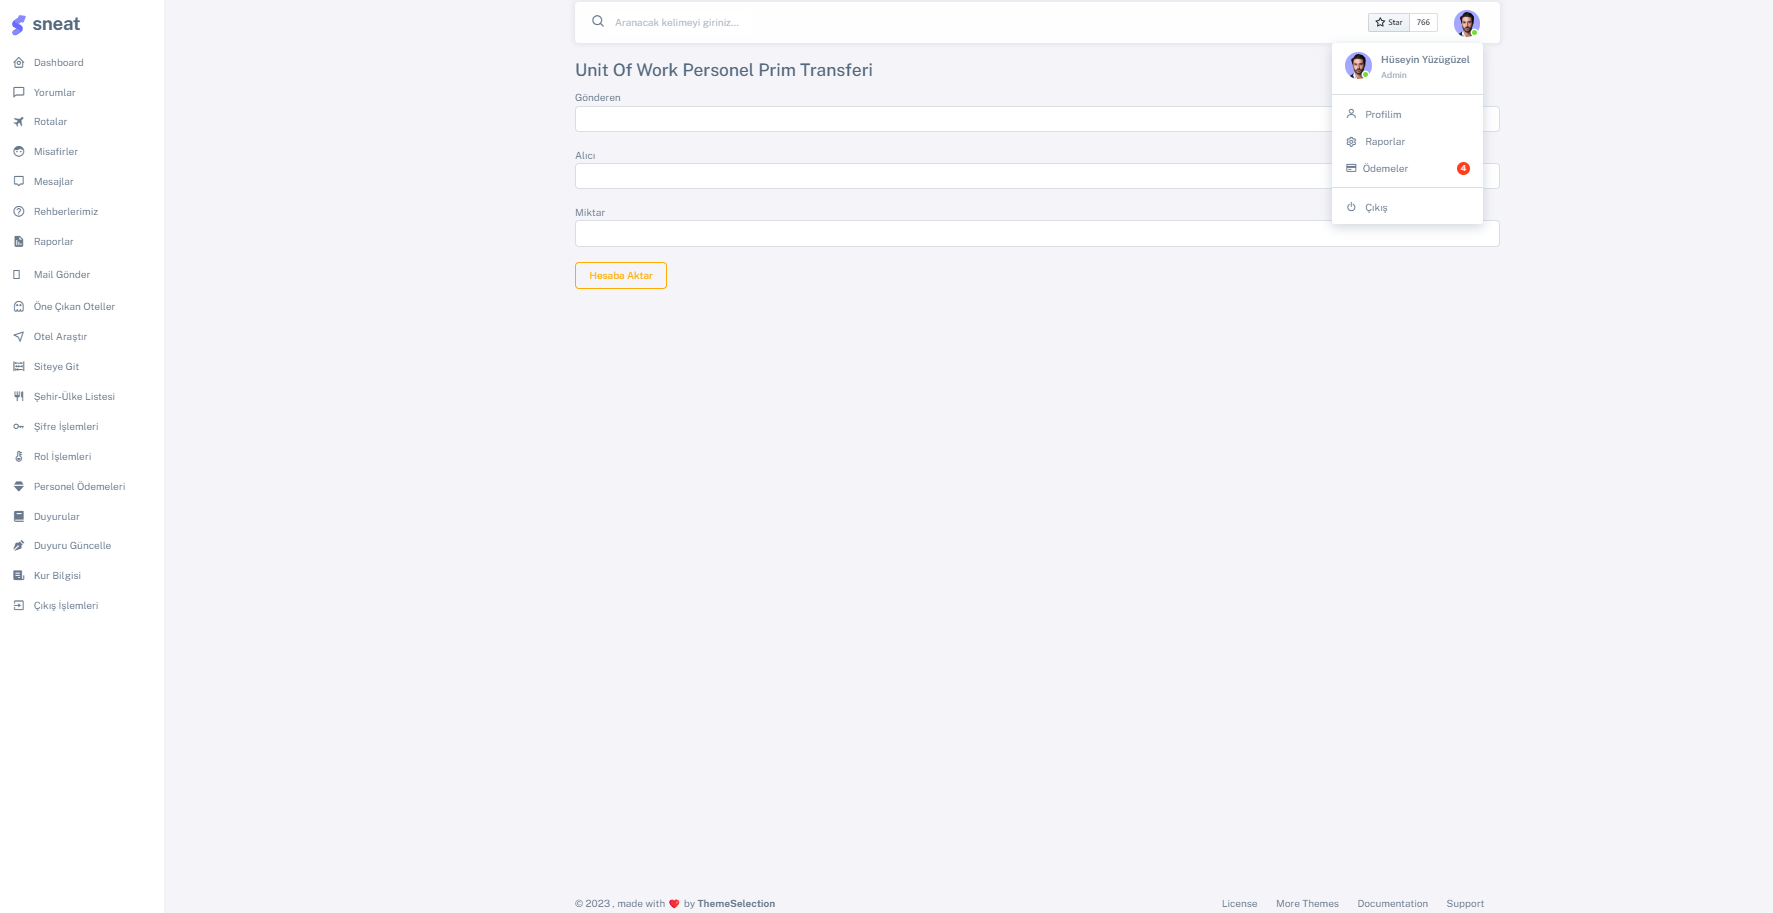 sneat
Dashboard
Yorumlar
Rotalar
Misafirler
Mesajlar
Rehberlerimiz
Raporlar
Mail Gönder
Öne Çıkan Oteller
Otel Araştır
Siteye Git
Şehir-Ülke Listesi
Şifre İşlemleri
Rol İşlemleri
Personel Ödemeleri
Duyurular
Duyuru Güncelle
Kur Bilgisi
Çıkış İşlemleri
Aranacak kelimeyi giriniz...
Star 766
Hüseyin Yüzügüzel
Admin
Profilim
Raporlar
Ödemeler 4
Çıkış
Unit Of Work Personel Prim Transferi
Gönderen
Alıcı
Miktar
Hesaba Aktar
© 2023 , made with ❤️ by ThemeSelection
License More Themes Documentation Support